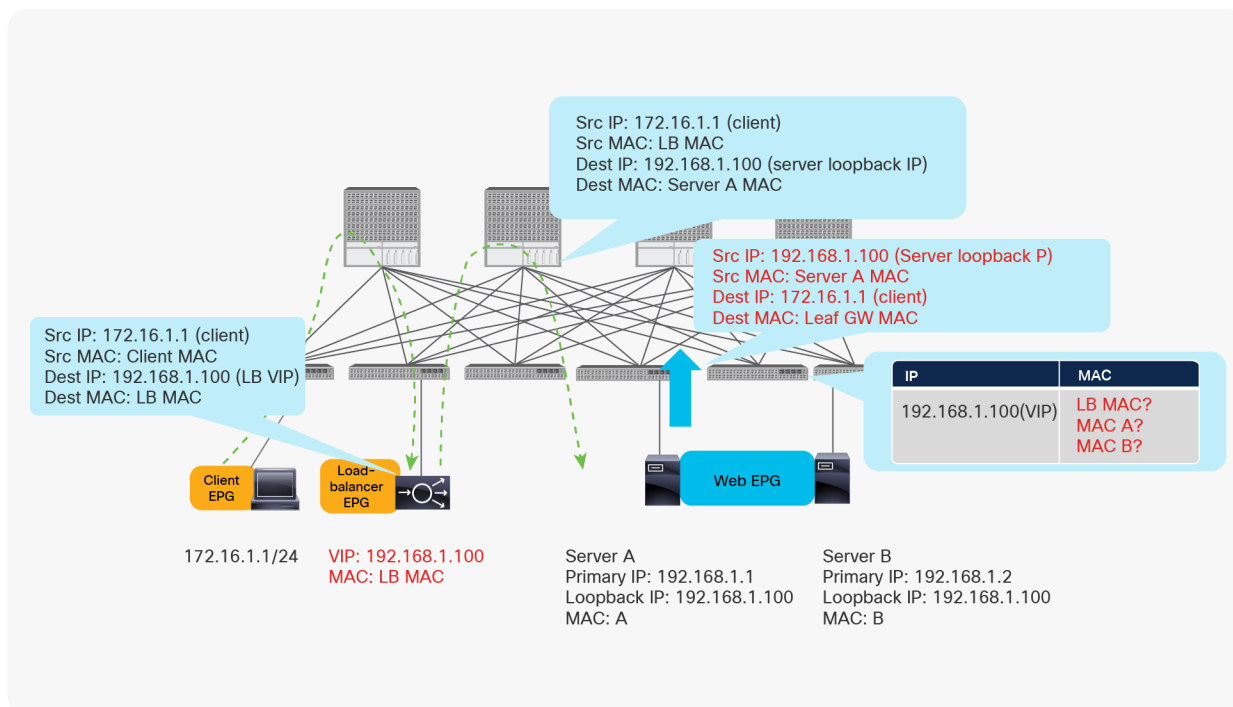 Src IP: 172.16.1.1 (client)
Src MAC: LB MAC
Dest IP: 192.168.1.100 (server loopback IP)
Dest MAC: Server A MAC
Src IP: 192.168.1.100 (Server loopback P)
Src MAC: Server A MAC
Dest IP: 172.16.1.1 (client)
Dest MAC: Leaf GW MAC
Src IP: 172.16.1.1 (client)
Src MAC: Client MAC
Dest IP: 192.168.1.100 (LB VIP)
Dest MAC: LB MAC
IP MAC
192.168.1.100(VIP) LB MAC?
MAC A?
MAC B?
Client
EPG
Load-
balancer
EPG
Web EPG
172.16.1.1/24
VIP: 192.168.1.100
MAC: LB MAC
Server A
Primary IP: 192.168.1.1
Loopback IP: 192.168.1.100
MAC: A
Server B
Primary IP: 192.168.1.2
Loopback IP: 192.168.1.100
MAC: B